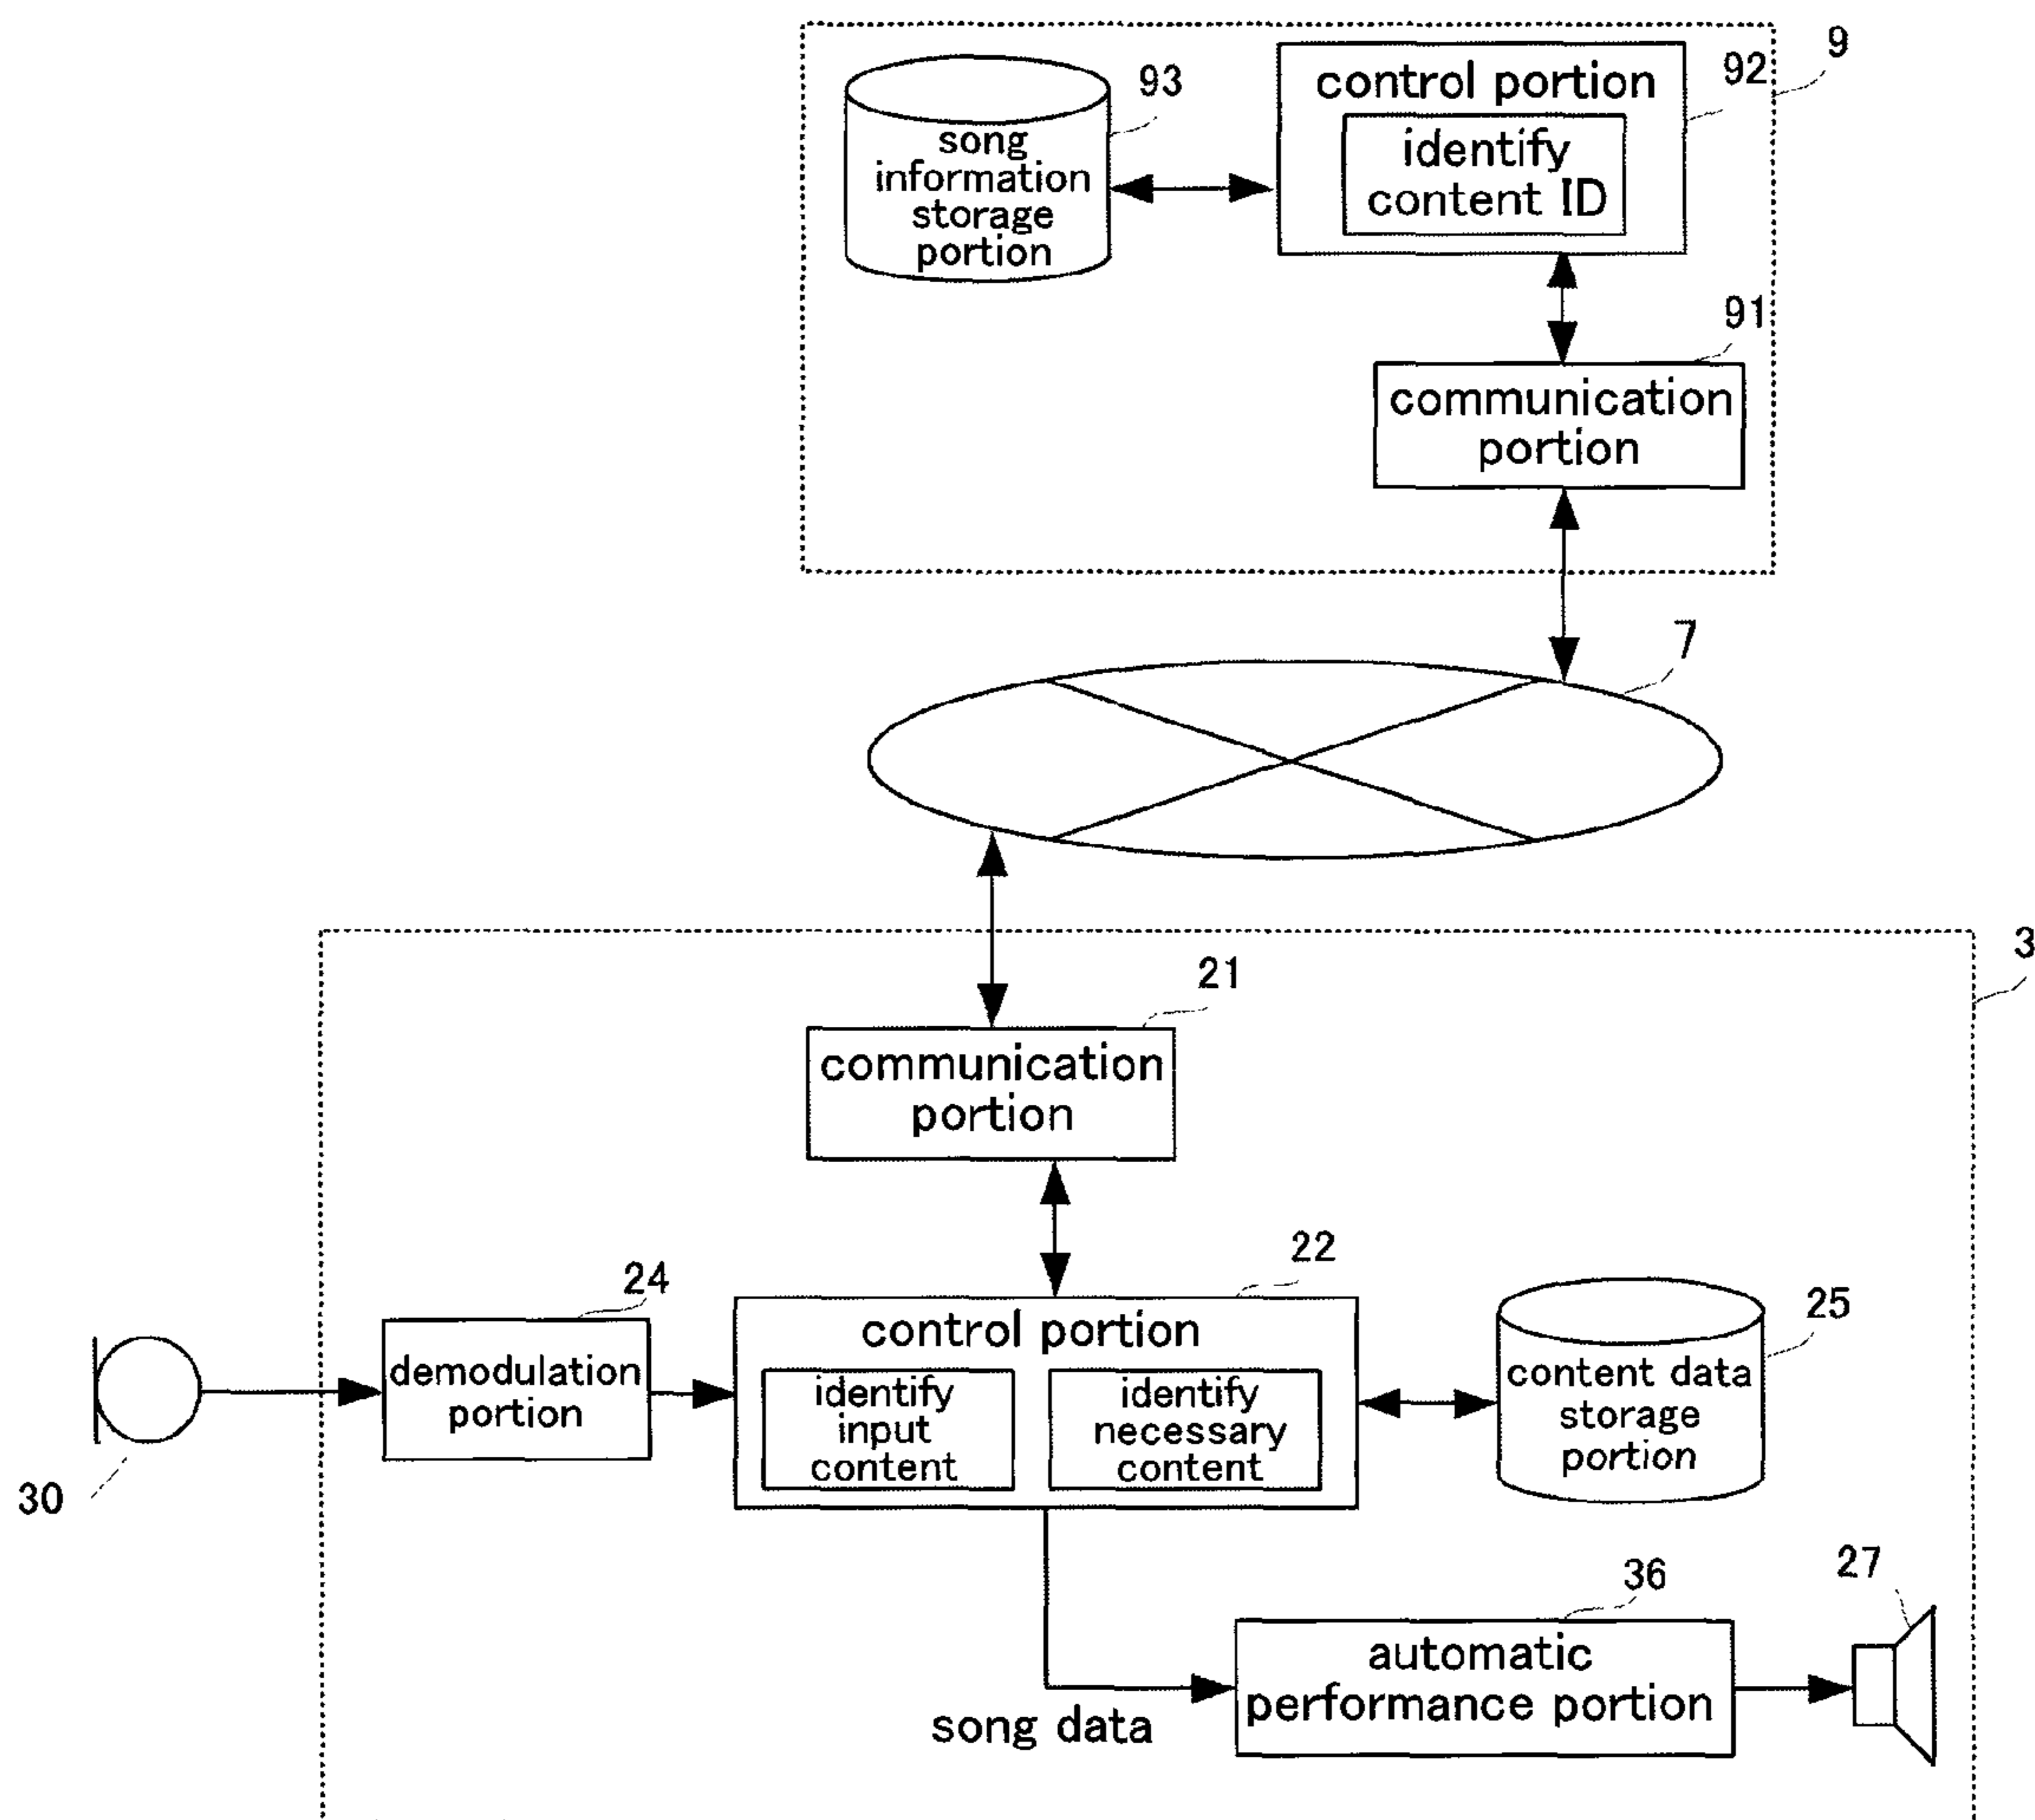 9
93
song
information
storage
portion
92
control portion
identify
content ID
91
communication
portion
7
3
21
communication
portion
22
control portion
identify
input
content
identify
necessary
content
24
demodulation
portion
30
25
content data
storage
portion
song data
36
automatic
performance portion
27